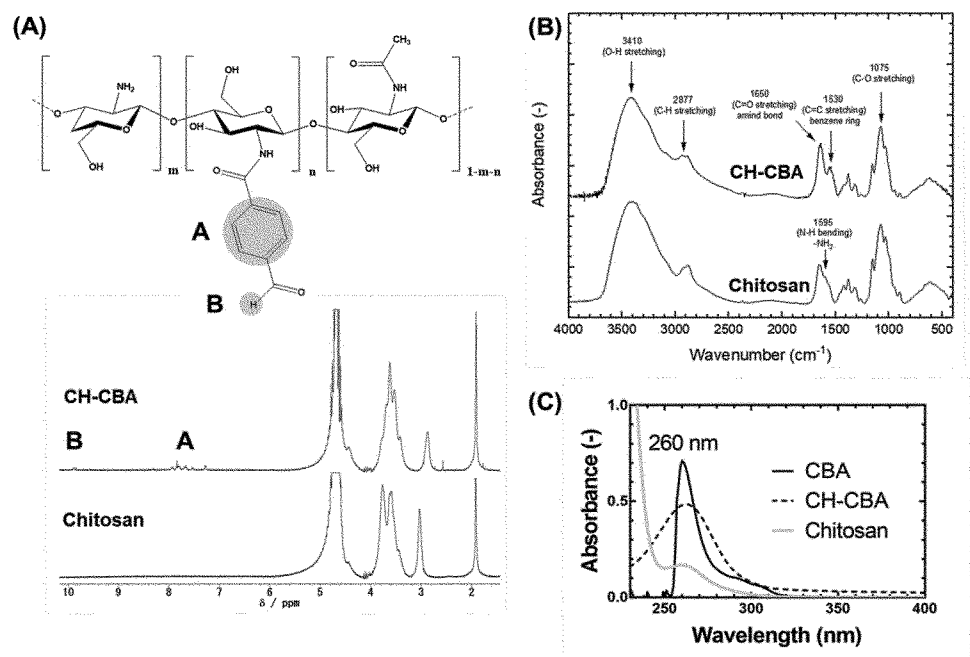 (A)
CH3
O
NH
OH
HO
NH2
O
O
O
O
O
O
OH
m
HO
NH
O
n
HO
OH
1-m-n
A
B
H
O
CH-CBA
B
A
Chitosan
10 9 8 7 6 5 4 3 2
δ / ppm
(B)
3410
(O-H stretching)
2877
(C-H stretching)
1650
(C=O stretching)
amind bond
1530
(C=C stretching)
benzene ring
1075
(C-O stretching)
CH-CBA
1595
(N-H bending)
-NH2
Chitosan
Absorbance (-)
4000 3500 3000 2500 2000 1500 1000 500
Wavenumber (cm-1)
(C)
1.0
0.5
0.0
260 nm
CBA
CH-CBA
Chitosan
Absorbance (-)
250 300 350 400
Wavelength (nm)